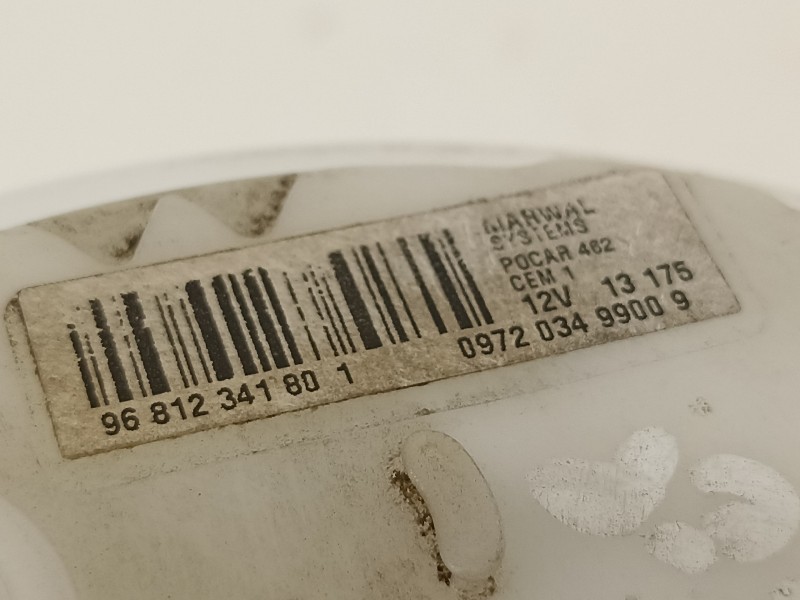 MARWAL
SYSTEMS
POCAR 462
CEM 1
12V 13 175
96 812 341 80 1
0972 034 9900 9